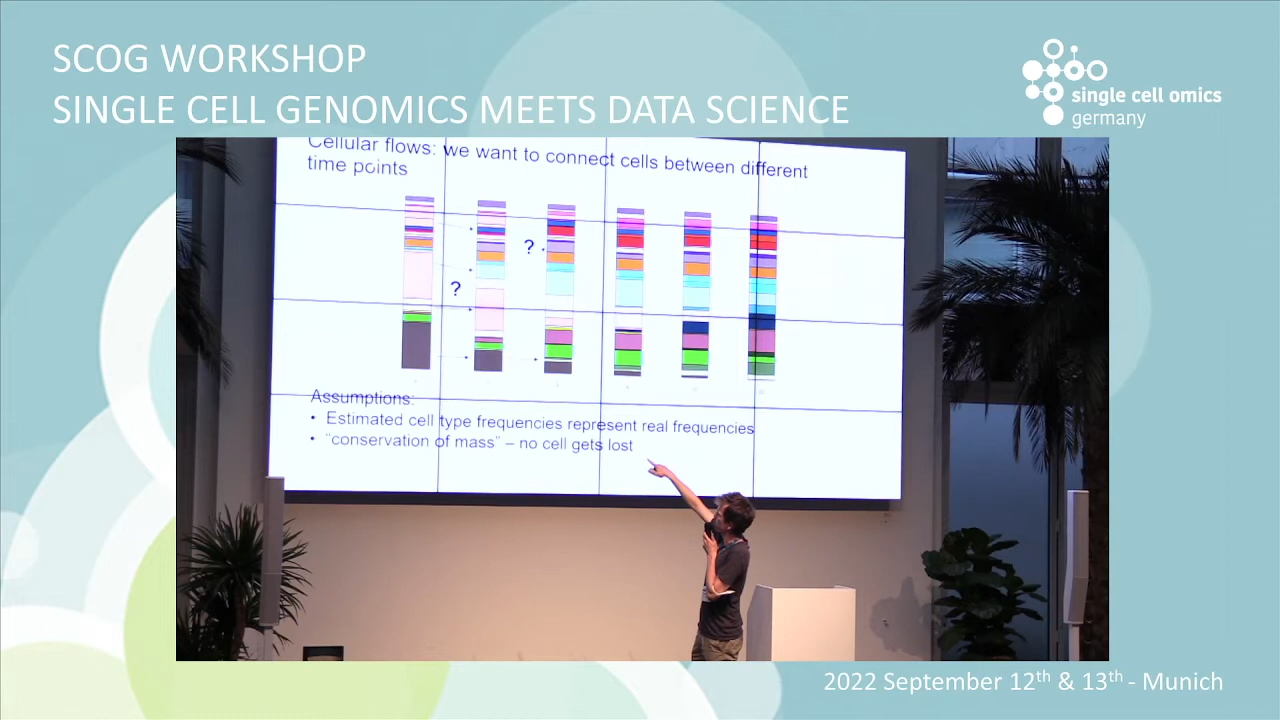 SCOG WORKSHOP
SINGLE CELL GENOMICS MEETS DATA SCIENCE
single cell omics
germany
Cellular flows: we want to connect cells between different
time points
?
?
Assumptions:
• Estimated cell type frequencies represent real frequencies
• "conservation of mass" – no cell gets lost
2022 September 12th & 13th - Munich